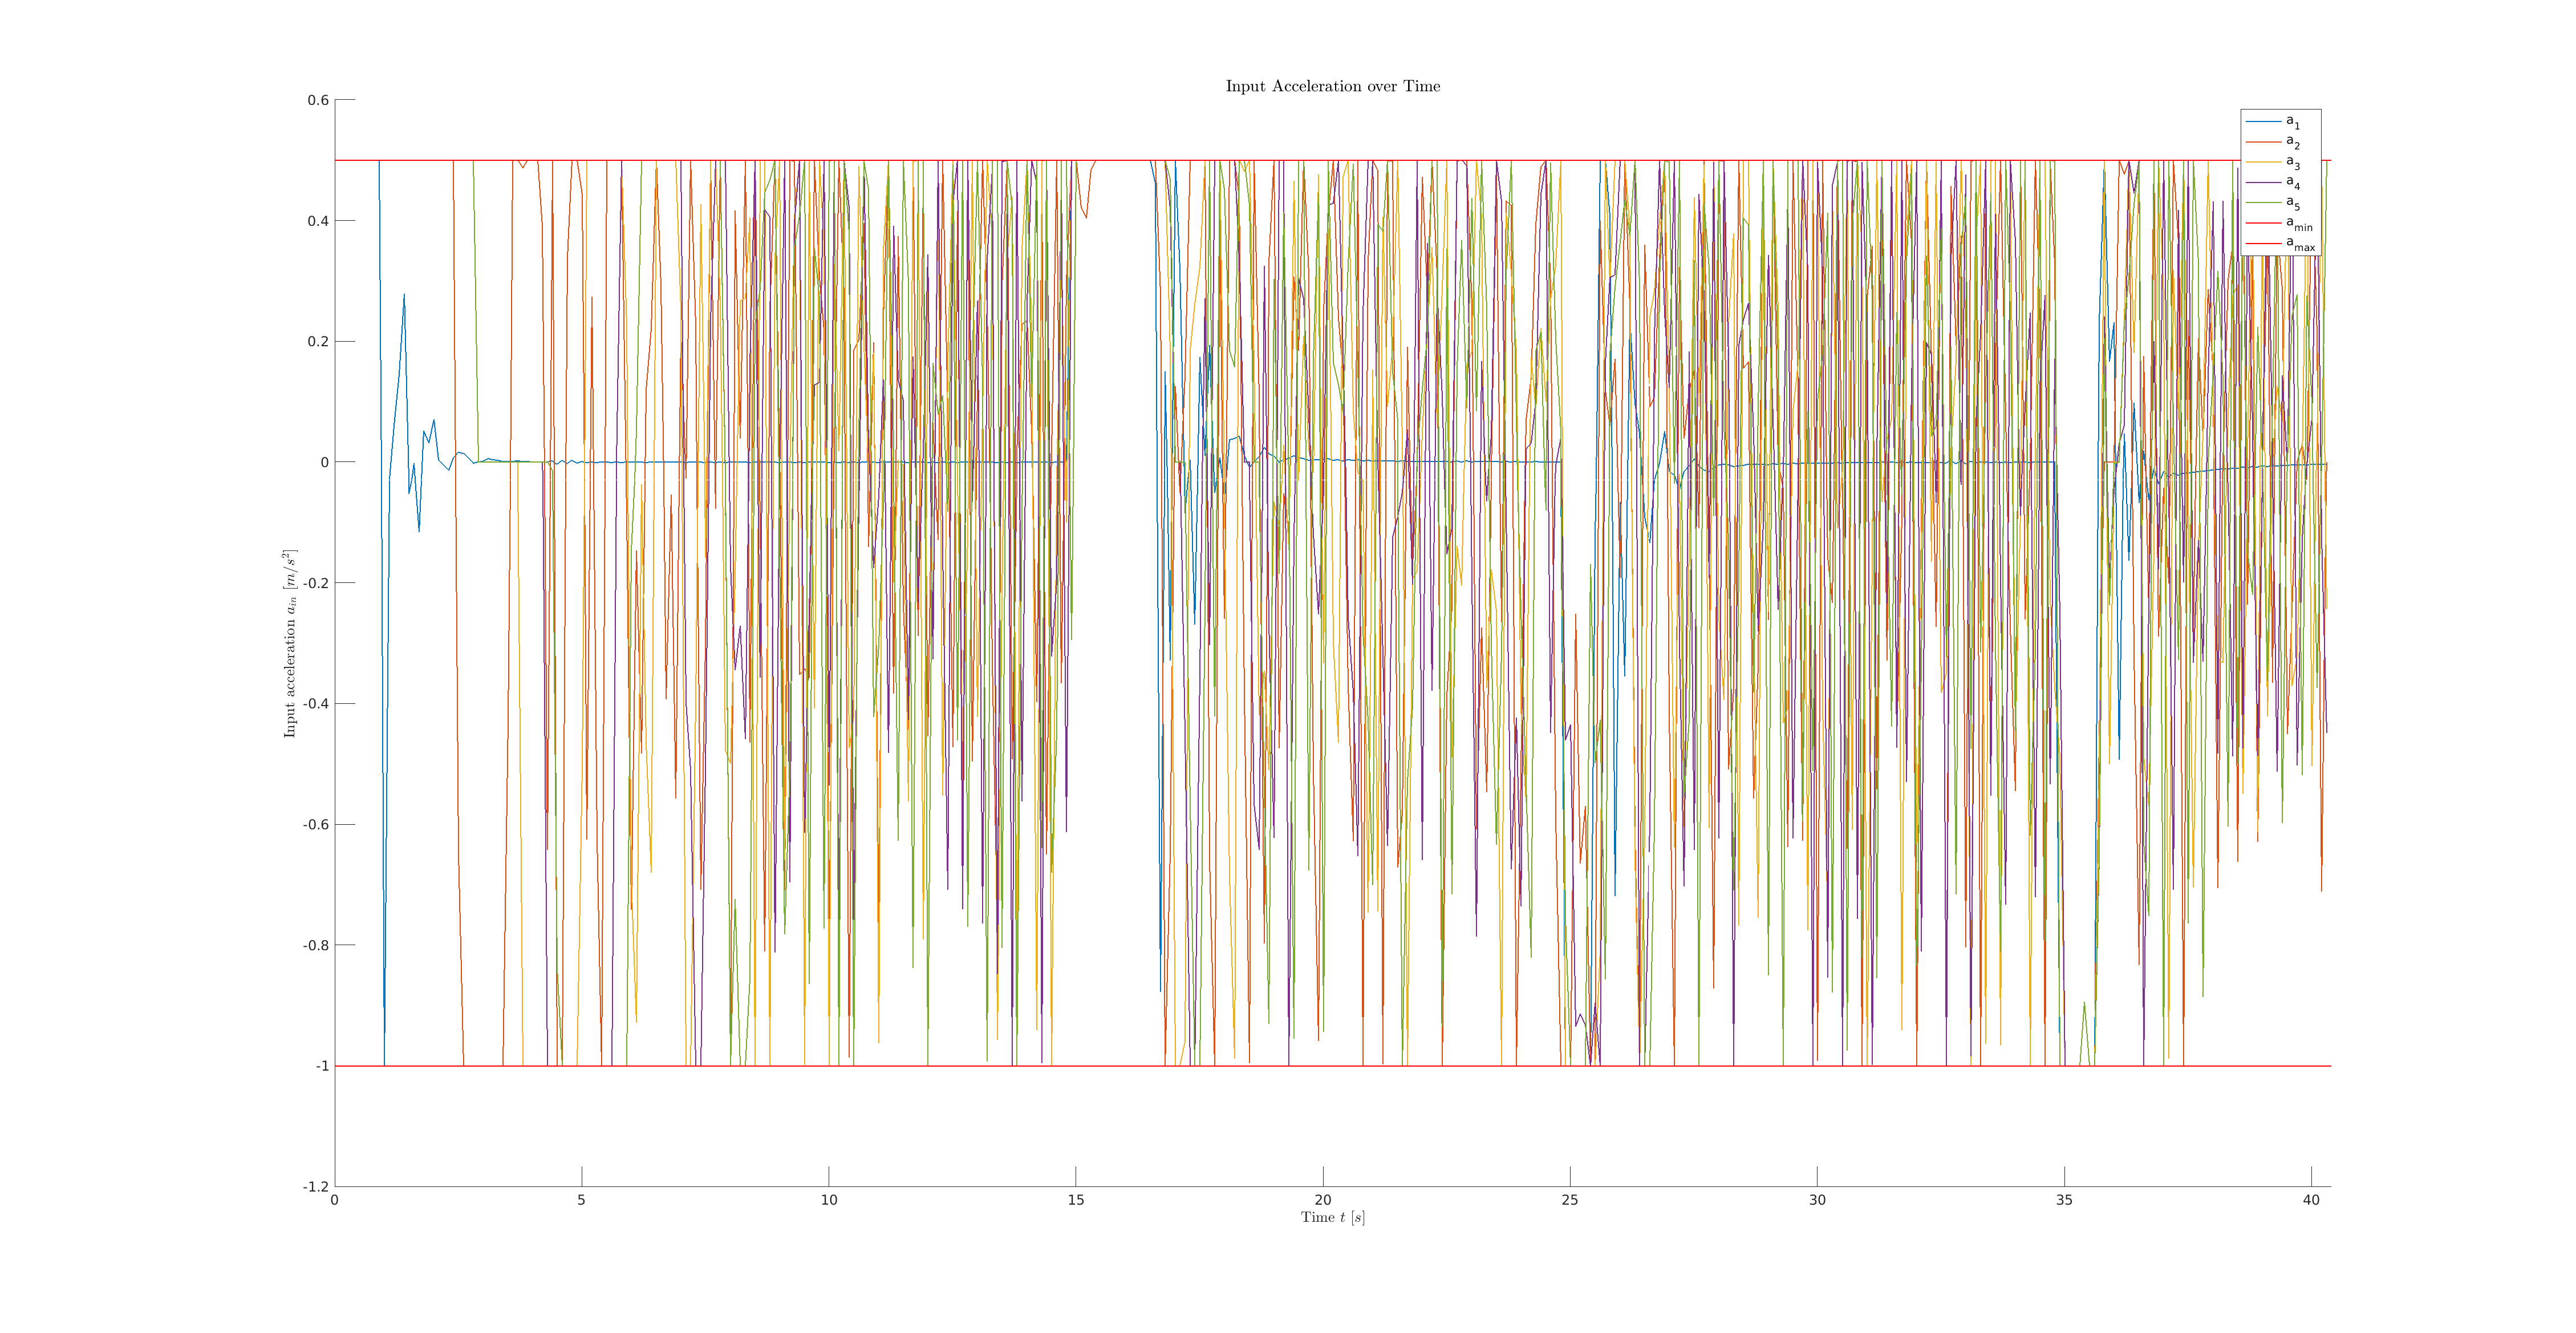 Input Acceleration over Time
0.6
0.4
0.2
0
-0.2
-0.4
-0.6
-0.8
-1
-1.2
Input acceleration a_in [m/s^2]
0 5 10 15 20 25 30 35 40
Time t [s]
a_1
a_2
a_3
a_4
a_5
a_min
a_max